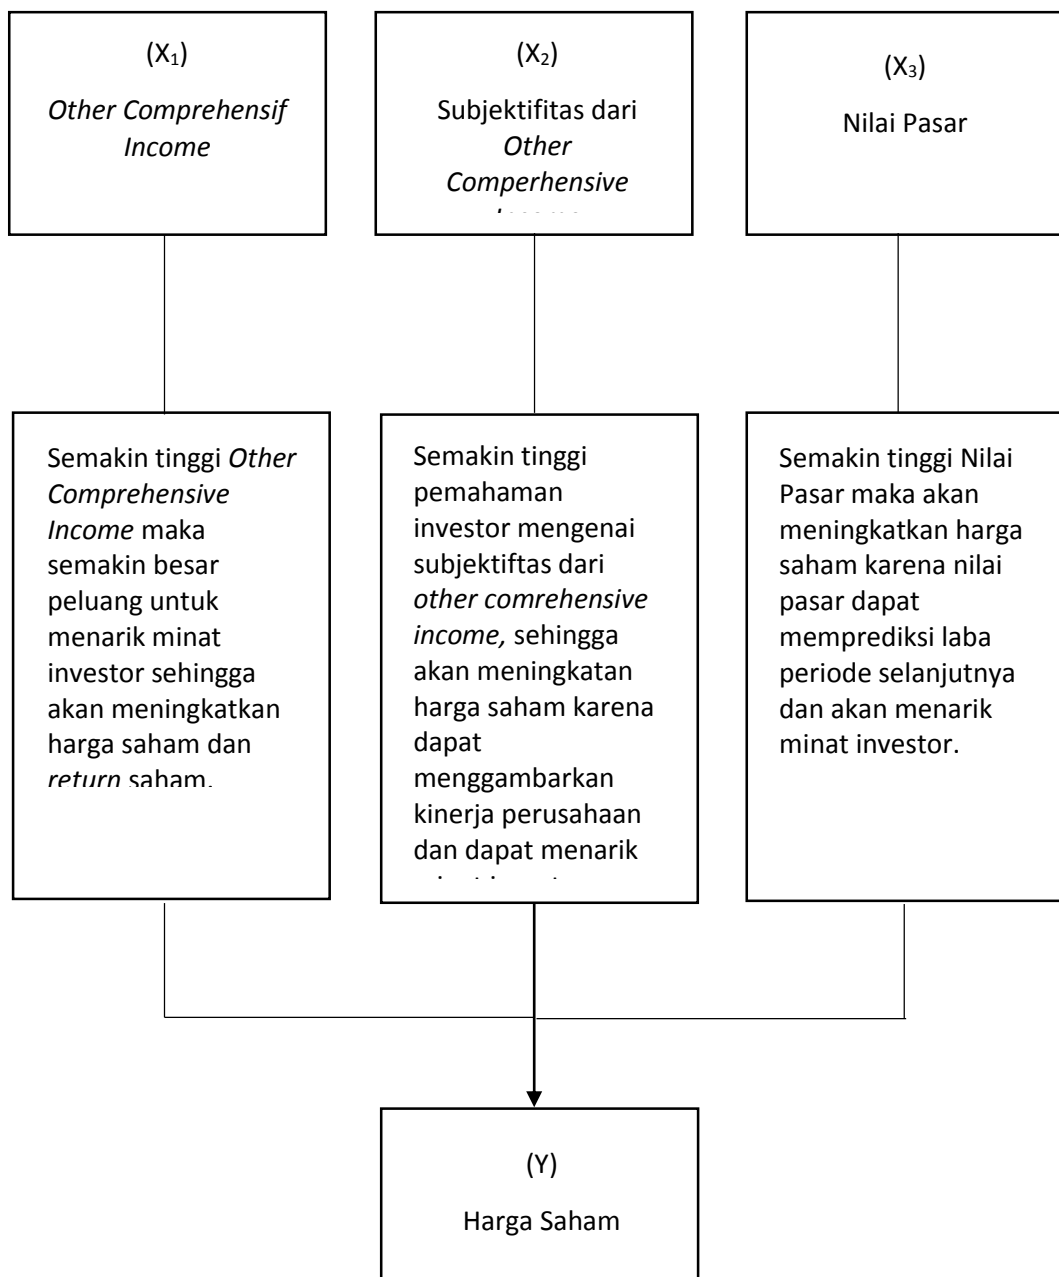 (X₁)
Other Comprehensif
Income
(X₂)
Subjektifitas dari
Other
Comperhensive
(X₃)
Nilai Pasar
Semakin tinggi Other
Comprehensive
Income maka
semakin besar
peluang untuk
menarik minat
investor sehingga
akan meningkatkan
harga saham dan
return saham.
Semakin tinggi
pemahaman
investor mengenai
subjektiftas dari
other comrehensive
income, sehingga
akan meningkatan
harga saham karena
dapat
menggambarkan
kinerja perusahaan
dan dapat menarik
Semakin tinggi Nilai
Pasar maka akan
meningkatkan harga
saham karena nilai
pasar dapat
memprediksi laba
periode selanjutnya
dan akan menarik
minat investor.
(Y)
Harga Saham